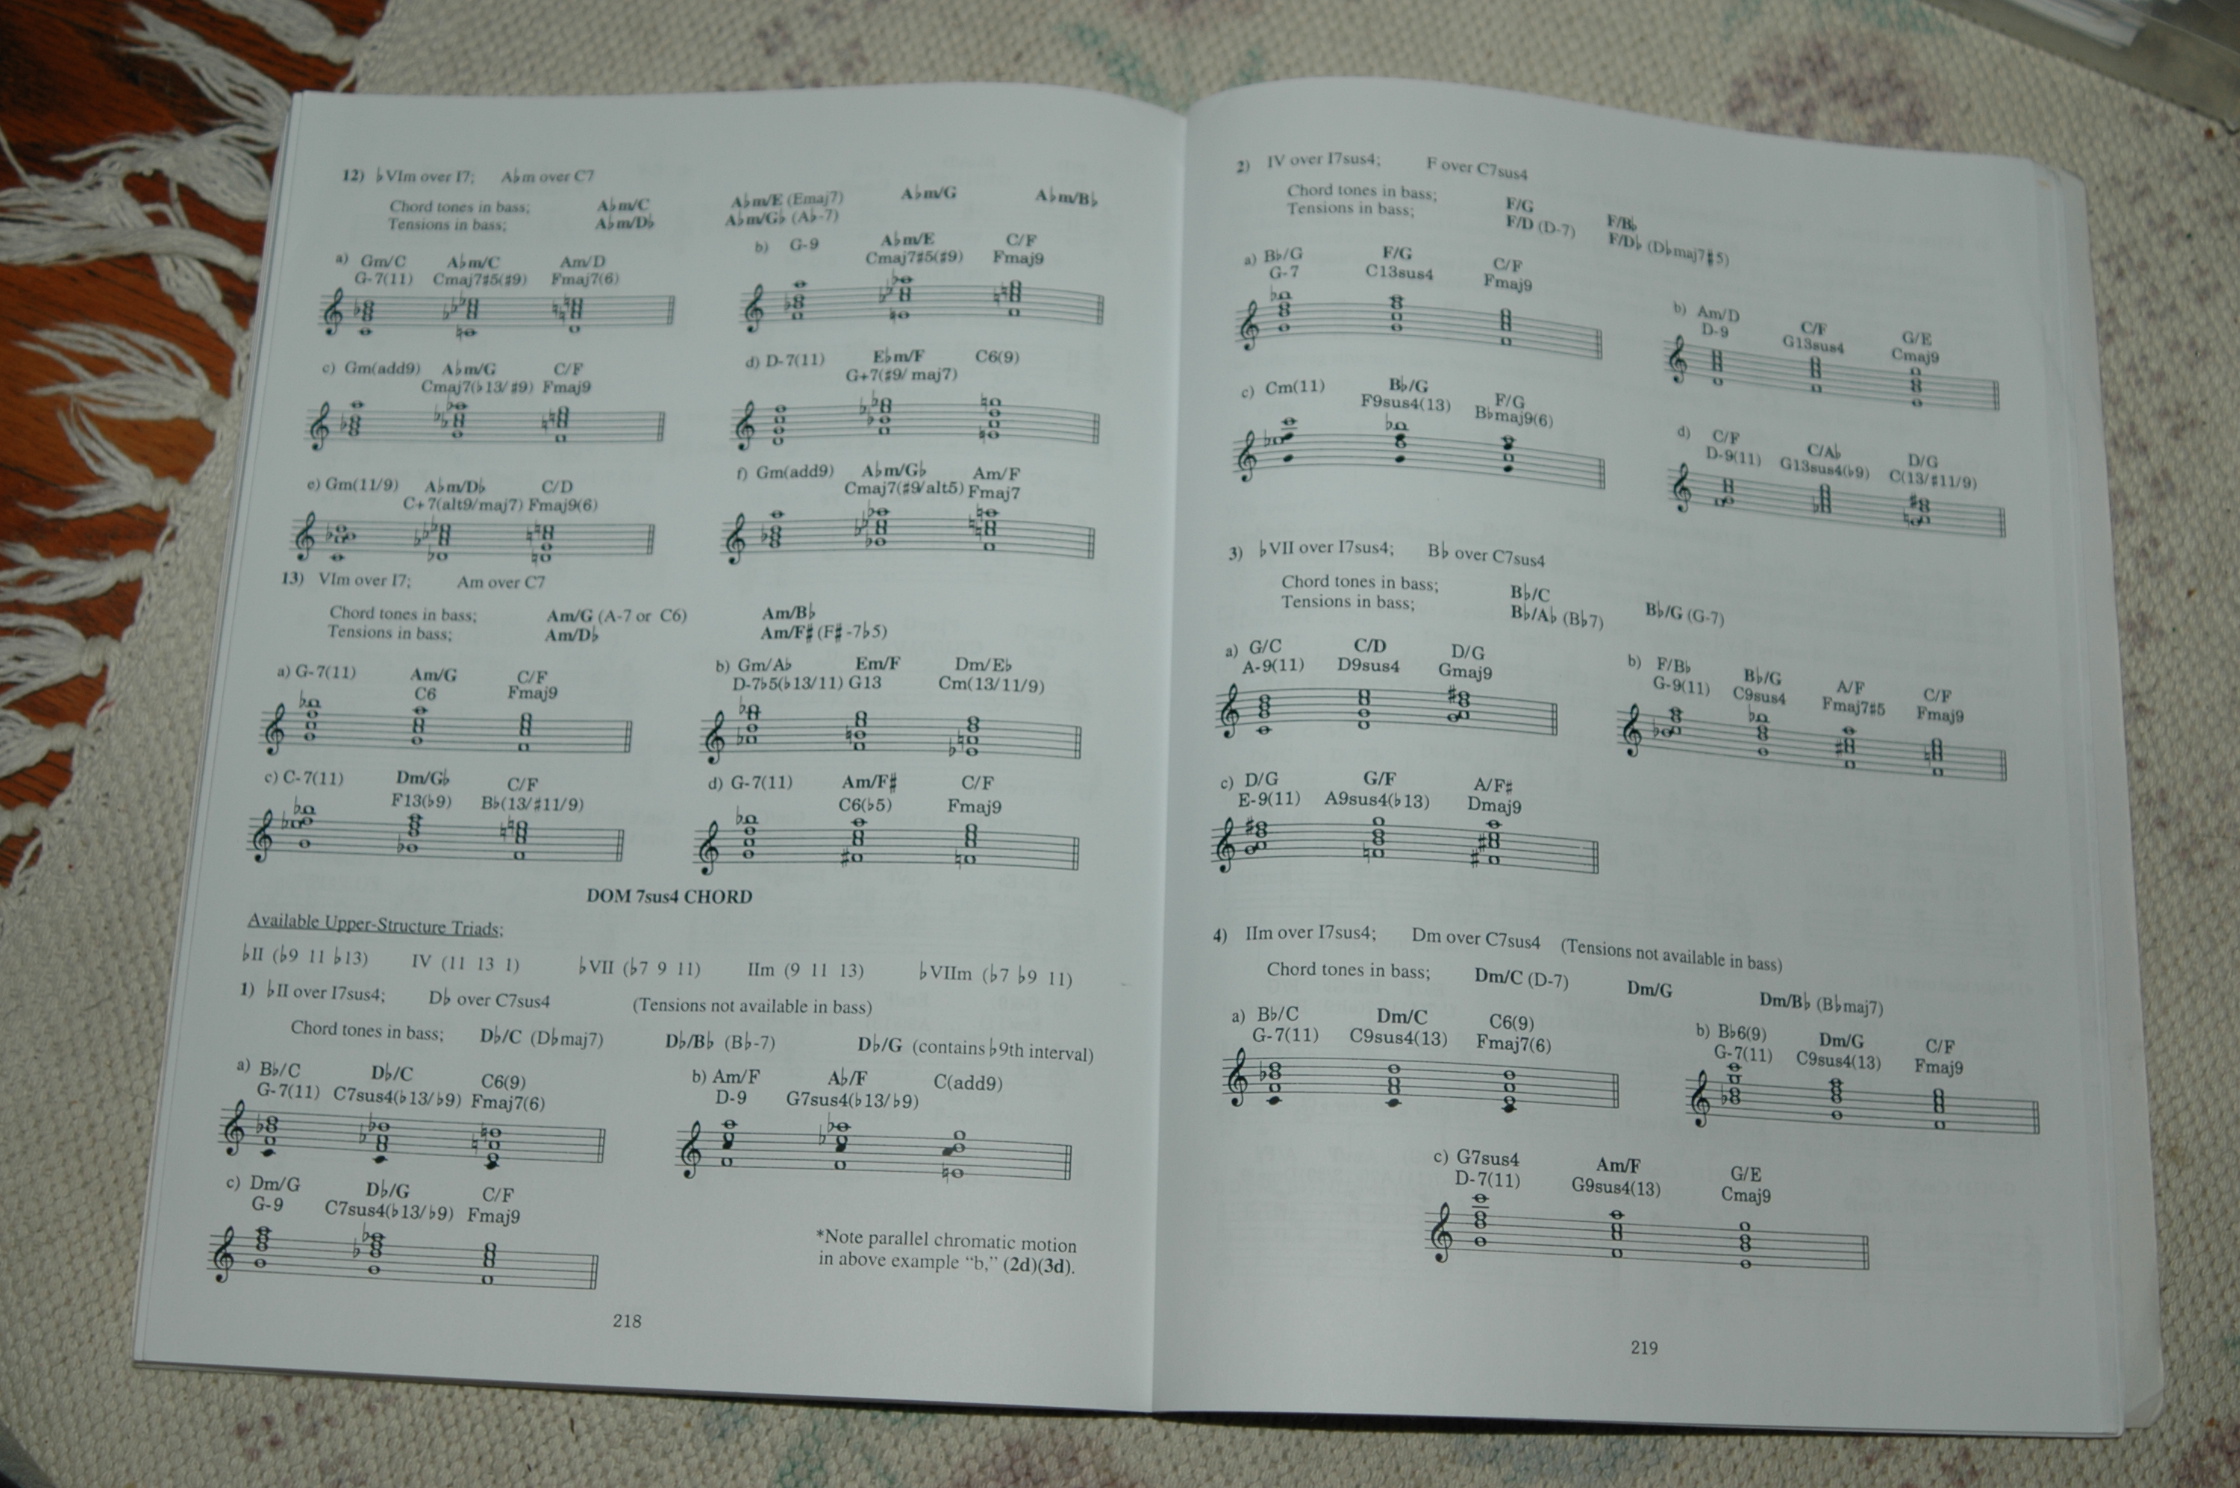 12) ♭VIm over I7; A♭m over C7
Chord tones in bass; A♭m/C A♭m/E (Emaj7) A♭m/G A♭m/B♭
Tensions in bass; A♭m/D♭ A♭m/G♭ (A♭-7)
a) Gm/C A♭m/C Am/D
G-7(11) Cmaj7♯5(♯9) Fmaj7(6)
b) G-9 A♭m/E C/F
Cmaj7♯5(♯9) Fmaj9
c) Gm(add9) A♭m/G C/F
Cmaj7(♭13/♯9) Fmaj9
d) D-7(11) E♭m/F C6(9)
G+7(♯9/ maj7)
e) Gm(11/9) A♭m/D♭ C/D
C+7(alt9/maj7) Fmaj9(6)
f) Gm(add9) A♭m/G♭ Am/F
Cmaj7(♯9/alt5) Fmaj7
13) VIm over I7; Am over C7
Chord tones in bass; Am/G (A-7 or C6) Am/B♭
Tensions in bass; Am/D♭ Am/F♯ (F♯-7♭5)
a) G-7(11) Am/G C/F
C6 Fmaj9
b) Gm/A♭ Em/F Dm/E♭
D-7♭5(♭13/11) G13 Cm(13/11/9)
c) C-7(11) Dm/G♭ C/F
F13(♭9) B♭(13/♯11/9)
d) G-7(11) Am/F♯ C/F
C6(♭5) Fmaj9
DOM 7sus4 CHORD
Available Upper-Structure Triads;
♭II (♭9 11 ♭13) IV (11 13 1) ♭VII (♭7 9 11) IIm (9 11 13) ♭VIIm (♭7 ♭9 11)
1) ♭II over I7sus4; D♭ over C7sus4 (Tensions not available in bass)
Chord tones in bass; D♭/C (D♭maj7) D♭/B♭ (B♭-7) D♭/G (contains ♭9th interval)
a) B♭/C D♭/C C6(9)
G-7(11) C7sus4(♭13/♭9) Fmaj7(6)
b) Am/F A♭/F C(add9)
D-9 G7sus4(♭13/♭9)
c) Dm/G D♭/G C/F
G-9 C7sus4(♭13/♭9) Fmaj9
*Note parallel chromatic motion
in above example “b,” (2d)(3d).
218
2) IV over I7sus4; F over C7sus4
Chord tones in bass; F/G F/B♭
Tensions in bass; F/D (D-7) F/D♭ (D♭maj7♯5)
a) B♭/G F/G C/F
G-7 C13sus4 Fmaj9
b) Am/D C/F G/E
D-9 G13sus4 Cmaj9
c) Cm(11) B♭/G F/G
F9sus4(13) B♭maj9(6)
d) C/F C/A♭ D/G
D-9(11) G13sus4(♭9) C(13/♯11/9)
3) ♭VII over I7sus4; B♭ over C7sus4
Chord tones in bass; B♭/C B♭/G (G-7)
Tensions in bass; B♭/A♭ (B♭7)
a) G/C C/D D/G
A-9(11) D9sus4 Gmaj9
b) F/B♭ B♭/G A/F C/F
G-9(11) C9sus4 Fmaj7♯5 Fmaj9
c) D/G G/F A/F♯
E-9(11) A9sus4(♭13) Dmaj9
4) IIm over I7sus4; Dm over C7sus4 (Tensions not available in bass)
Chord tones in bass; Dm/C (D-7) Dm/G Dm/B♭ (B♭maj7)
a) B♭/C Dm/C C6(9)
G-7(11) C9sus4(13) Fmaj7(6)
b) B♭6(9) Dm/G C/F
G-7(11) C9sus4(13) Fmaj9
c) G7sus4 Am/F G/E
D-7(11) G9sus4(13) Cmaj9
219